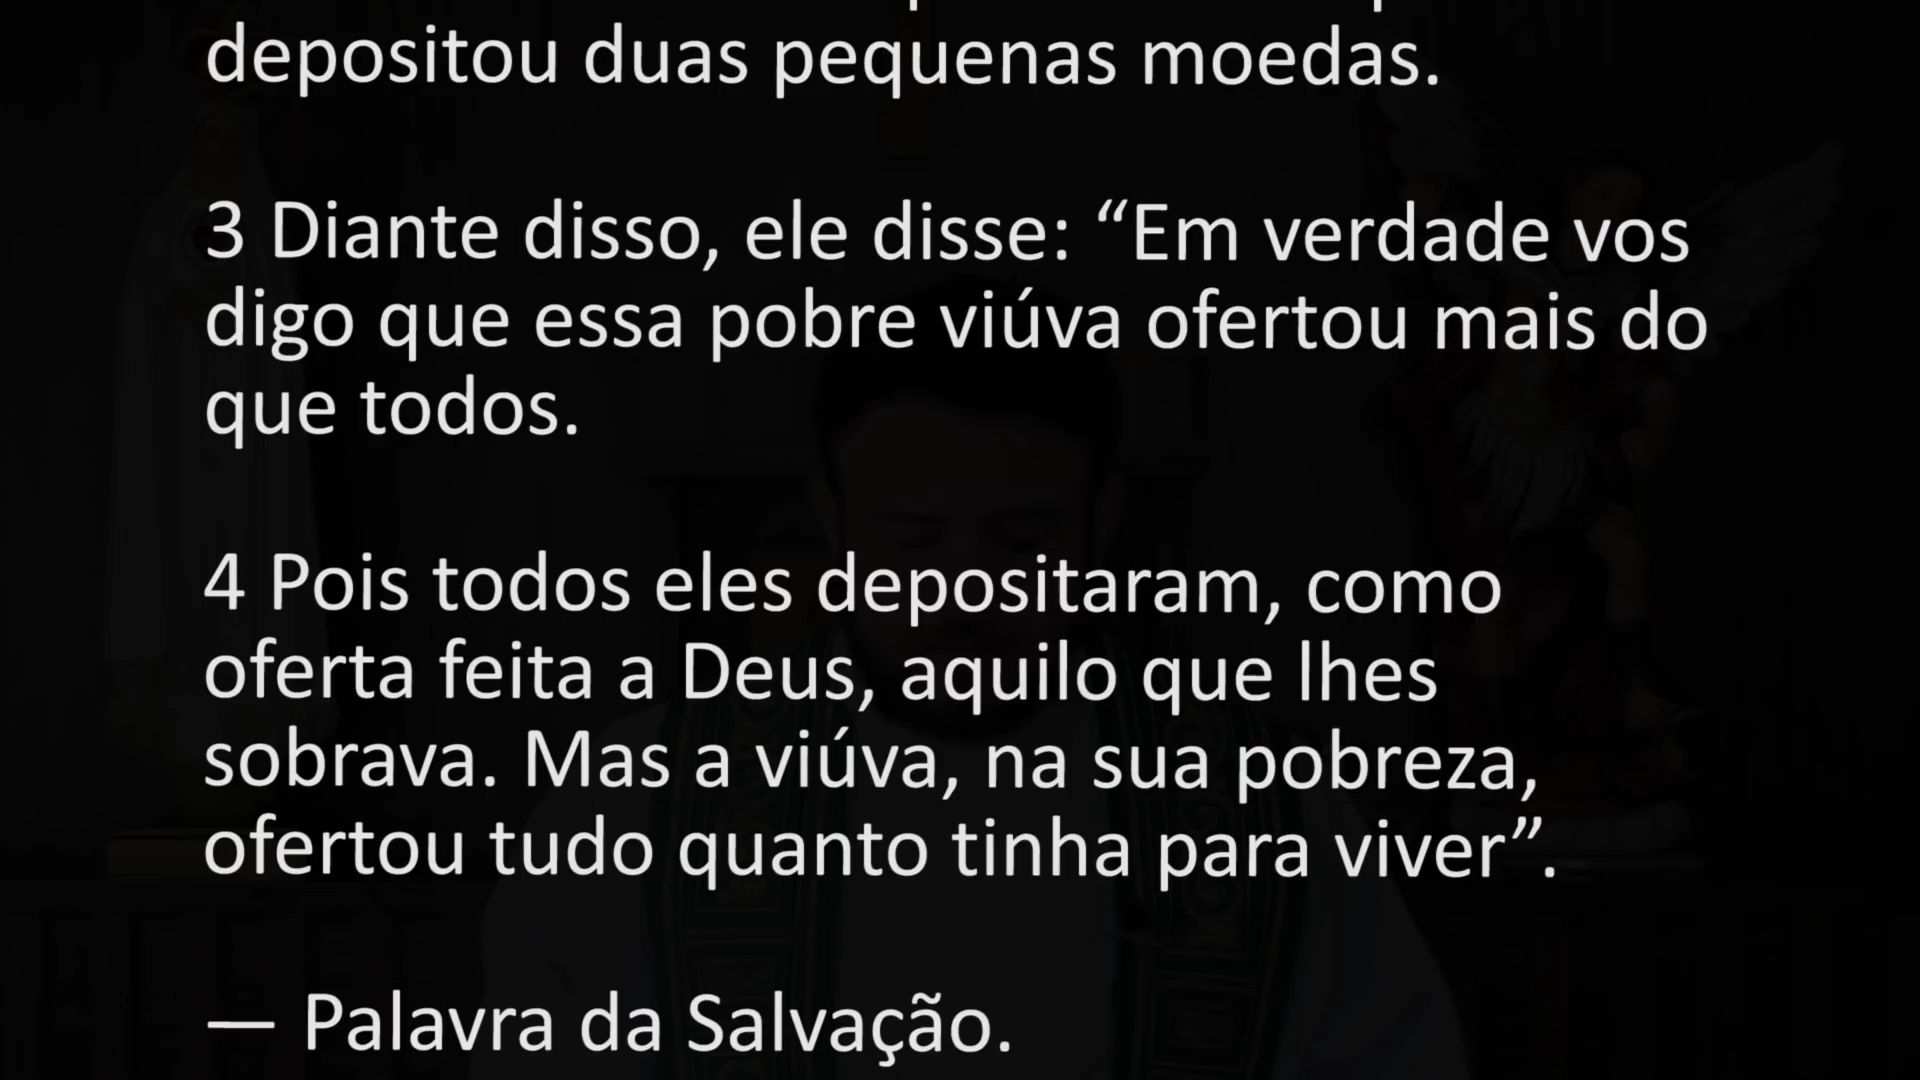 depositou duas pequenas moedas.
3 Diante disso, ele disse: “Em verdade vos
digo que essa pobre viúva ofertou mais do
que todos.
4 Pois todos eles depositaram, como
oferta feita a Deus, aquilo que lhes
sobrava. Mas a viúva, na sua pobreza,
ofertou tudo quanto tinha para viver”.
— Palavra da Salvação.